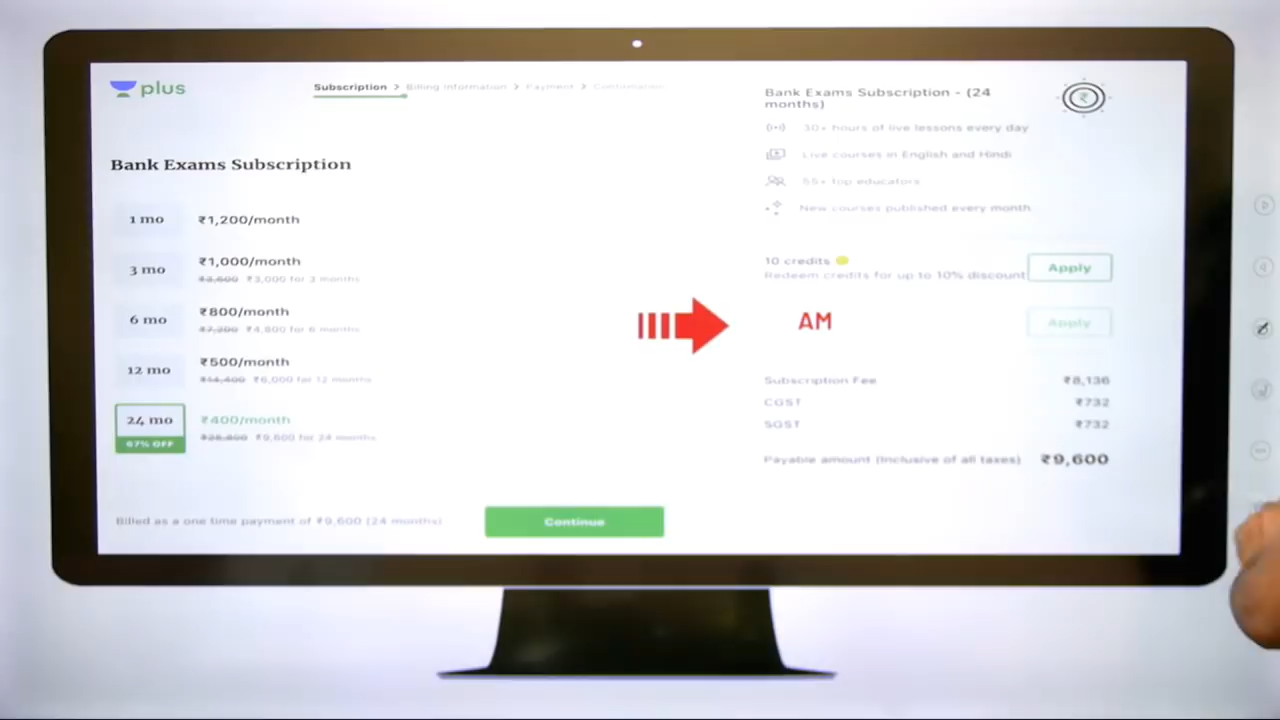 plus
Subscription > Billing Information > Payment > Confirmation
Bank Exams Subscription
1 mo ₹1,200/month
3 mo ₹1,000/month
₹3,600 ₹3,000 for 3 months
6 mo ₹800/month
₹7,200 ₹4,800 for 6 months
12 mo ₹500/month
₹14,400 ₹6,000 for 12 months
24 mo ₹400/month
67% OFF ₹28,800 ₹9,600 for 24 months
Billed as a one time payment of ₹9,600 (24 months)
Continue
Bank Exams Subscription - (24
months)
₹
30+ hours of live lessons every day
Live courses in English and Hindi
65+ top educators
New courses published every month
10 credits
Redeem credits for up to 10% discount
Apply
AM
Apply
Subscription Fee ₹8,136
CGST ₹732
SGST ₹732
Payable amount (Inclusive of all taxes) ₹9,600